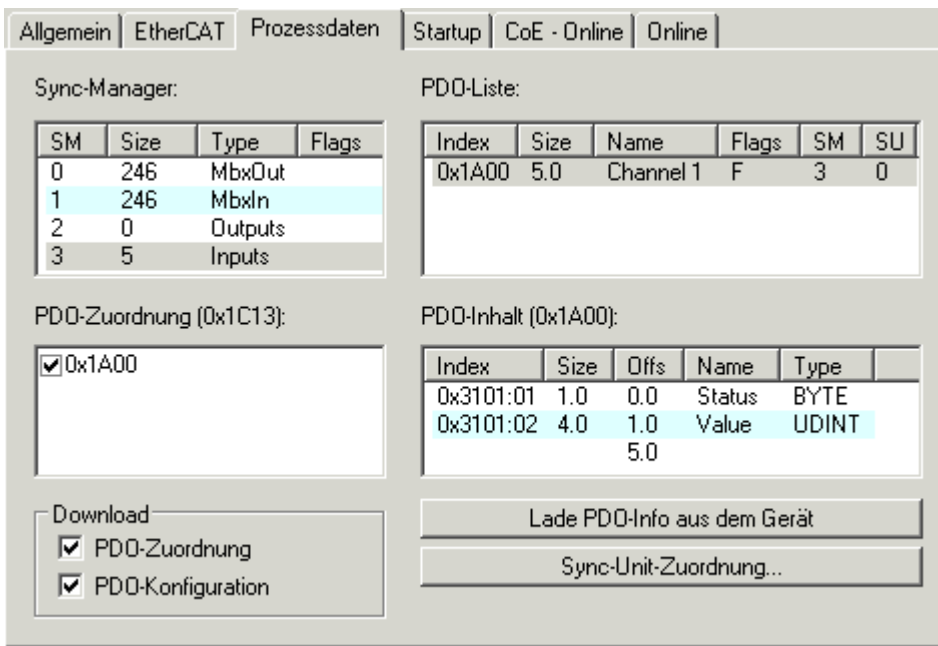 Allgemein EtherCAT Prozessdaten Startup CoE - Online Online
Sync-Manager:
SM Size Type Flags
0 246 MbxOut
1 246 MbxIn
2 0 Outputs
3 5 Inputs
PDO-Liste:
Index Size Name Flags SM SU
0x1A00 5.0 Channel 1 F 3 0
PDO-Zuordnung (0x1C13):
0x1A00
PDO-Inhalt (0x1A00):
Index Size Offs Name Type
0x3101:01 1.0 0.0 Status BYTE
0x3101:02 4.0 1.0 Value UDINT
5.0
Download
PDO-Zuordnung
PDO-Konfiguration
Lade PDO-Info aus dem Gerät
Sync-Unit-Zuordnung...